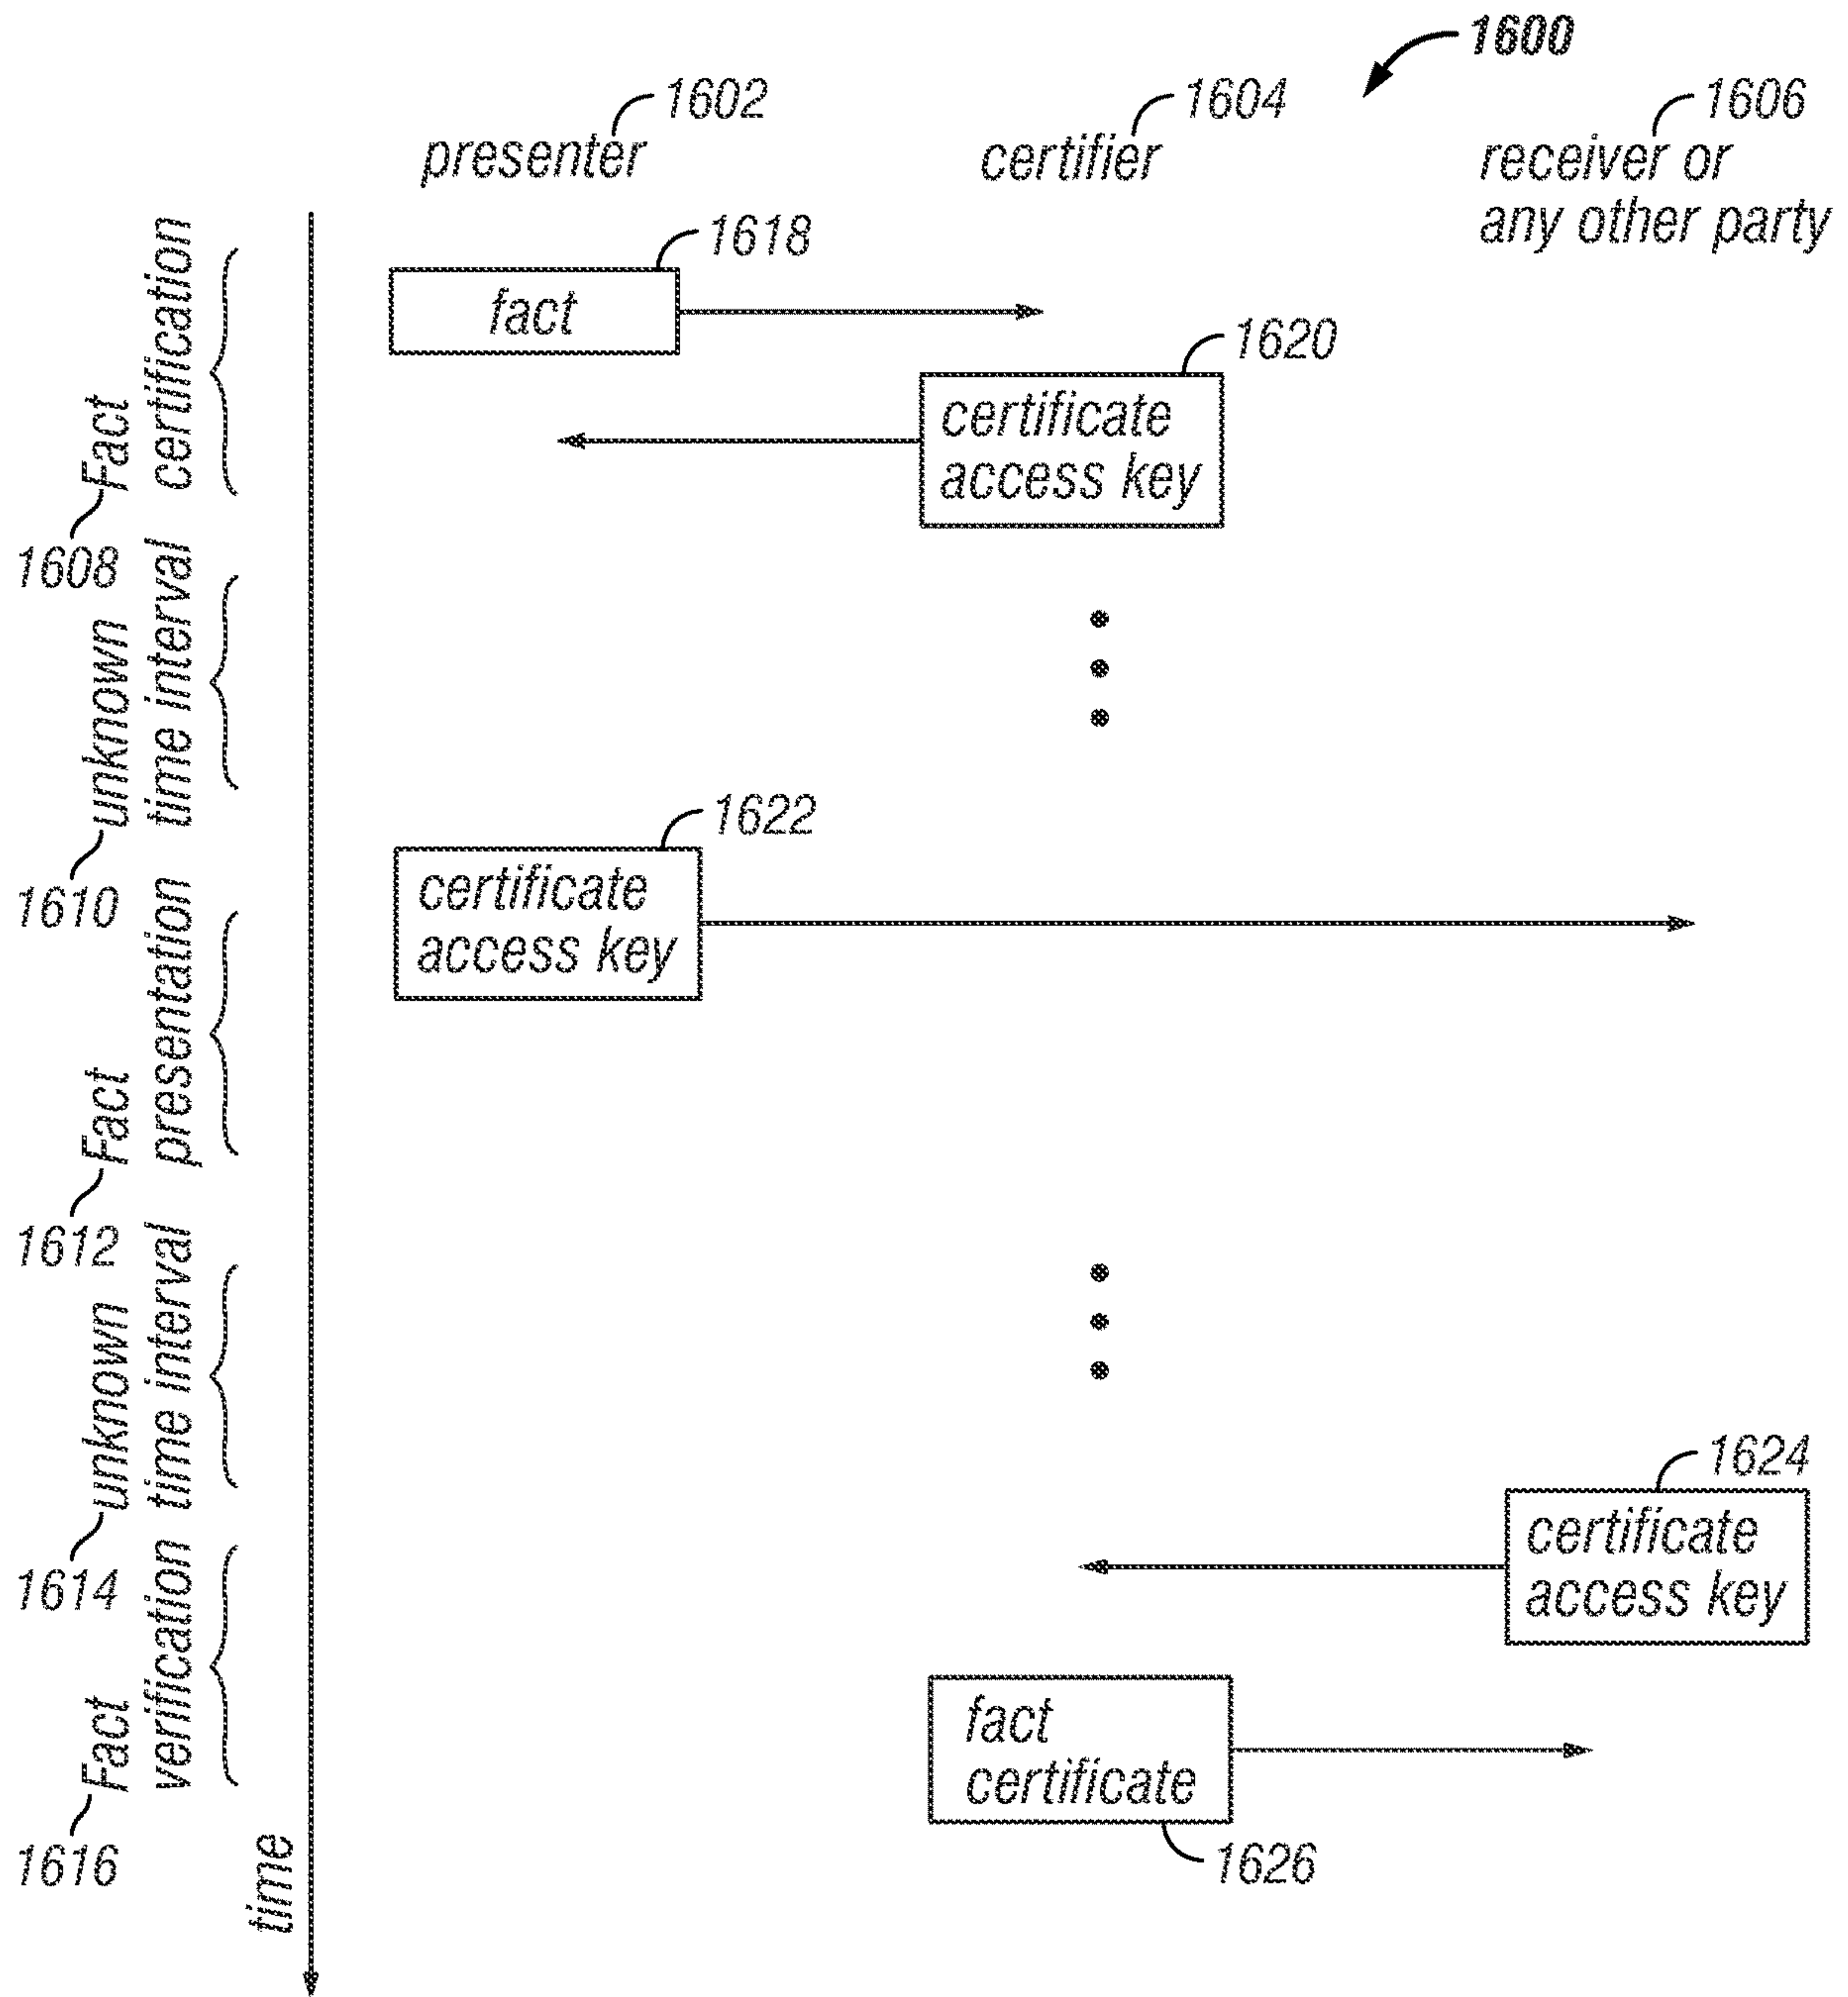 1600
1602
1604
1606
presenter
certifier
receiver or
any other party
1618
fact
1620
certificate
access key
Fact
certification
1608
unknown
time interval
1610
1622
certificate
access key
Fact
presentation
1612
unknown
time interval
1614
1624
certificate
access key
Fact
verification
1616
fact
certificate
1626
time